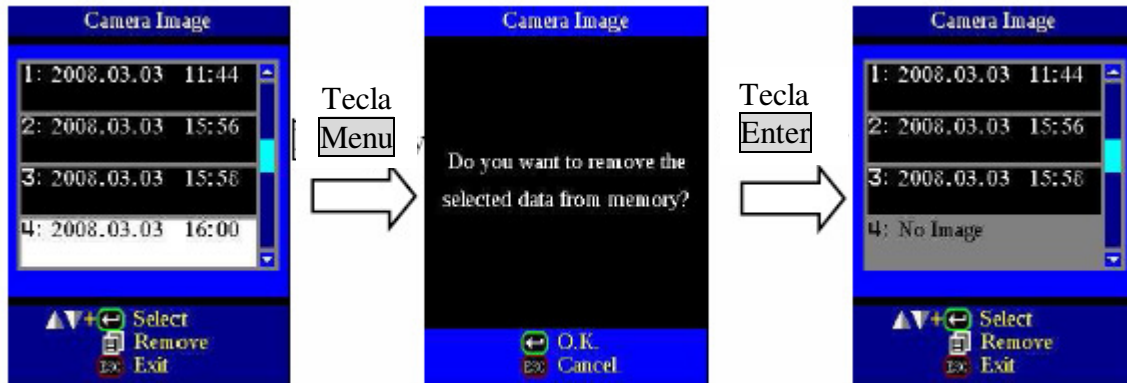 Camera Image
1: 2008.03.03 11:44
2: 2008.03.03 15:56
3: 2008.03.03 15:58
4: 2008.03.03 16:00
Select
Remove
ESC Exit
Tecla
Menu
Camera Image
Do you want to remove the
selected data from memory?
O.K.
ESC Cancel
Tecla
Enter
Camera Image
1: 2008.03.03 11:44
2: 2008.03.03 15:56
3: 2008.03.03 15:58
4: No Image
Select
Remove
ESC Exit